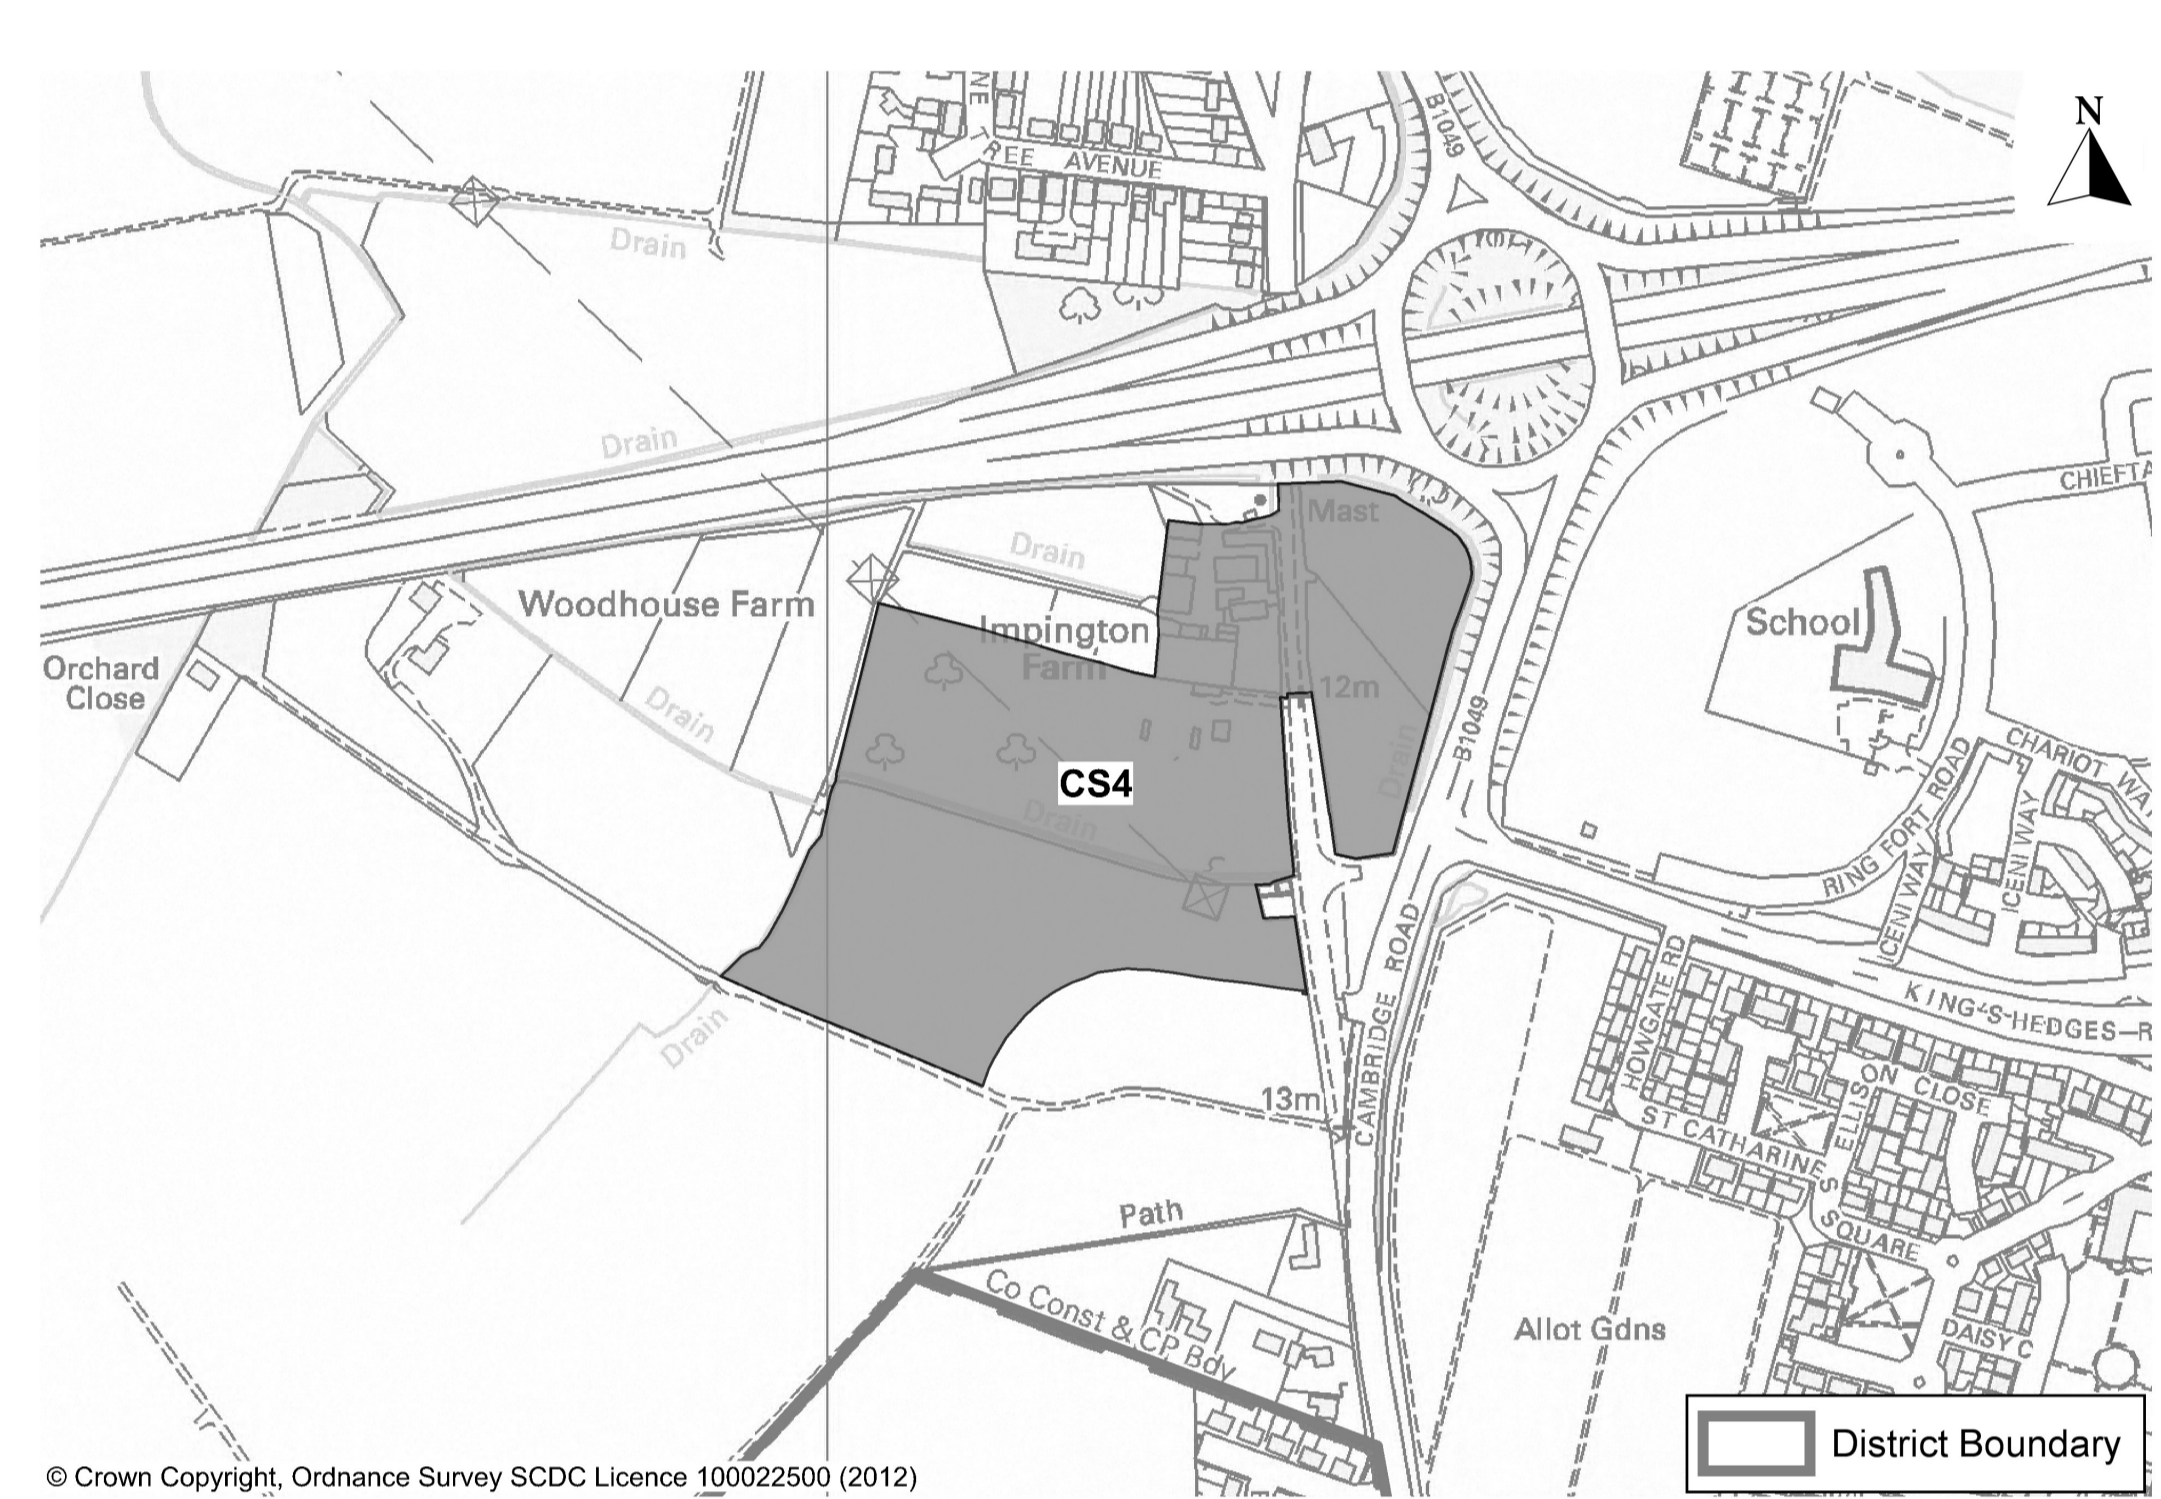 N
B1049
NE TREE AVENUE
Drain
Drain
CHIEFTA
Mast
Drain
Woodhouse Farm
School
Impington
Farm
Orchard
Close
12m
Drain
B1049
Drain
CHARIOT WA
CS4
Drain
RING FORT ROAD
ICENI WAY
ICENI WAY
CAMBRIDGE ROAD
HOWGATE RD
KING'S-HEDGES-R
Drain
ELLISON CLOSE
13m
ST CATHARINE'S
SQUARE
Path
Co Const & CP Bdy
Allot Gdns
DAISY C
District Boundary
© Crown Copyright, Ordnance Survey SCDC Licence 100022500 (2012)